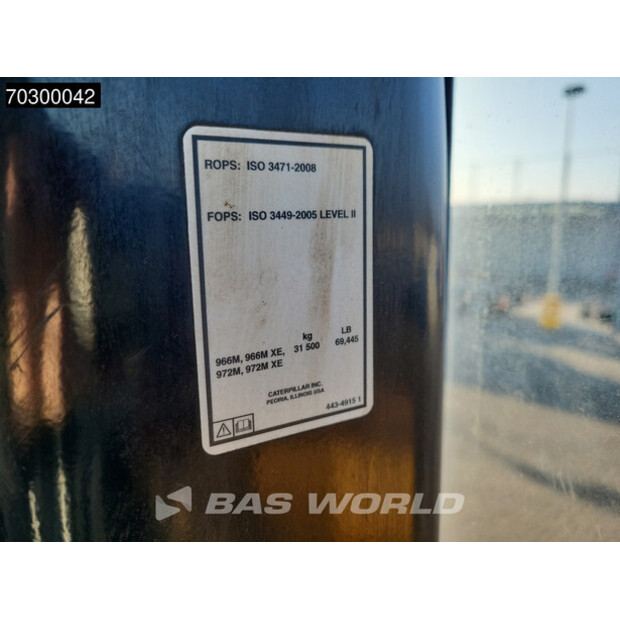 70300042
ROPS: ISO 3471-2008
FOPS: ISO 3449-2005 LEVEL II
kg LB
966M, 966M XE, 31 500 69,445
972M, 972M XE
CATERPILLAR INC.
PEORIA, ILLINOIS USA
443-4915 1
BAS WORLD